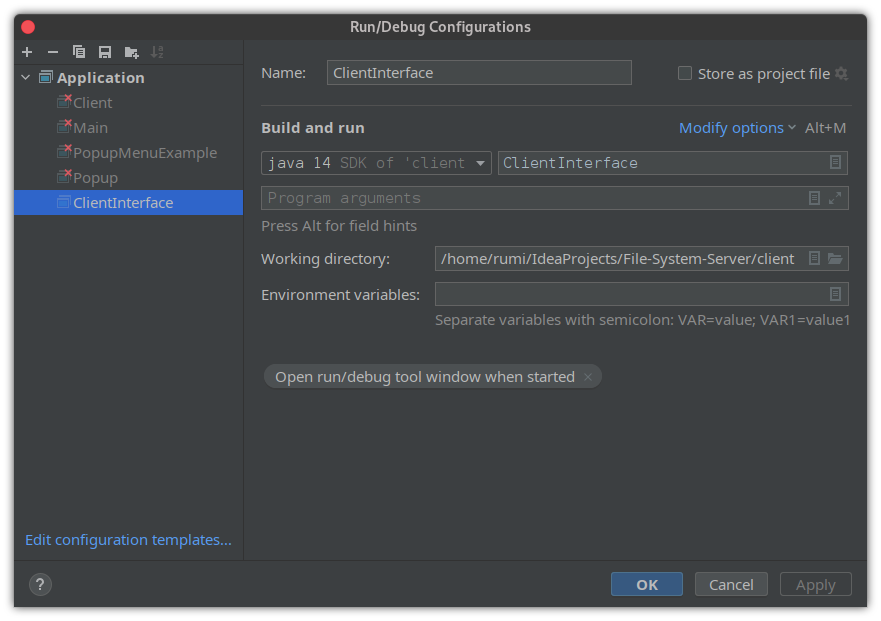 Run/Debug Configurations
Application
Client
Main
PopupMenuExample
Popup
ClientInterface
Edit configuration templates...
Name: ClientInterface Store as project file
Build and run Modify options Alt+M
java 14 SDK of 'client ClientInterface
Program arguments
Press Alt for field hints
Working directory: /home/rumi/IdeaProjects/File-System-Server/client
Environment variables:
Separate variables with semicolon: VAR=value; VAR1=value1
Open run/debug tool window when started ×
? OK Cancel Apply